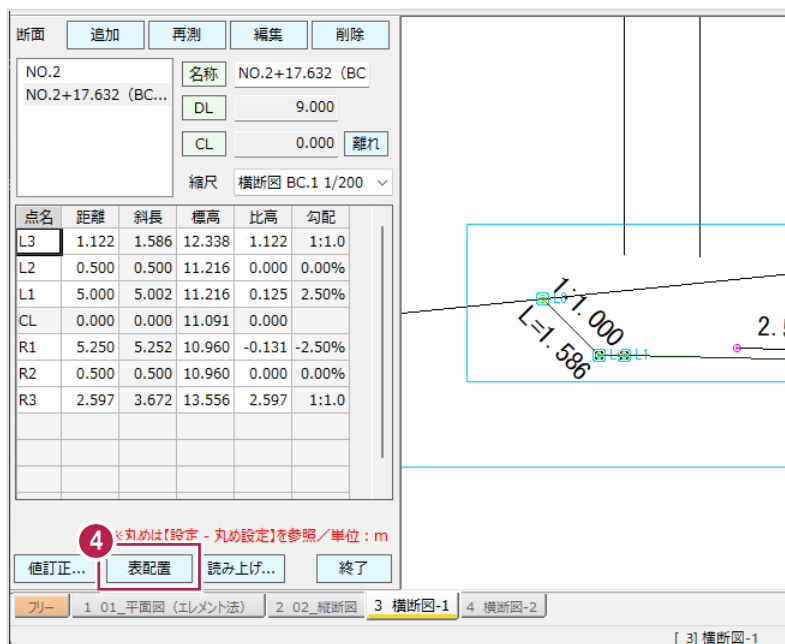 断面 追加 再測 編集 削除
NO.2
NO.2+17.632（BC...
名称 NO.2+17.632（BC
DL 9.000
CL 0.000 離れ
縮尺 横断図 BC.1 1/200
点名 距離 斜長 標高 比高 勾配
L3 1.122 1.586 12.338 1.122 1:1.0
L2 0.500 0.500 11.216 0.000 0.00%
L1 5.000 5.002 11.216 0.125 2.50%
CL 0.000 0.000 11.091 0.000
R1 5.250 5.252 10.960 -0.131 -2.50%
R2 0.500 0.500 10.960 0.000 0.00%
R3 2.597 3.672 13.556 2.597 1:1.0
4
※丸めは【設定 - 丸め設定】を参照／単位：m
値訂正... 表配置 読み上げ... 終了
フリー 1 01_平面図（エレメント法） 2 02_縦断図 3 横断図-1 4 横断図-2
[ 3] 横断図-1
L3
1:1.000
L=1.586
L1
2.5